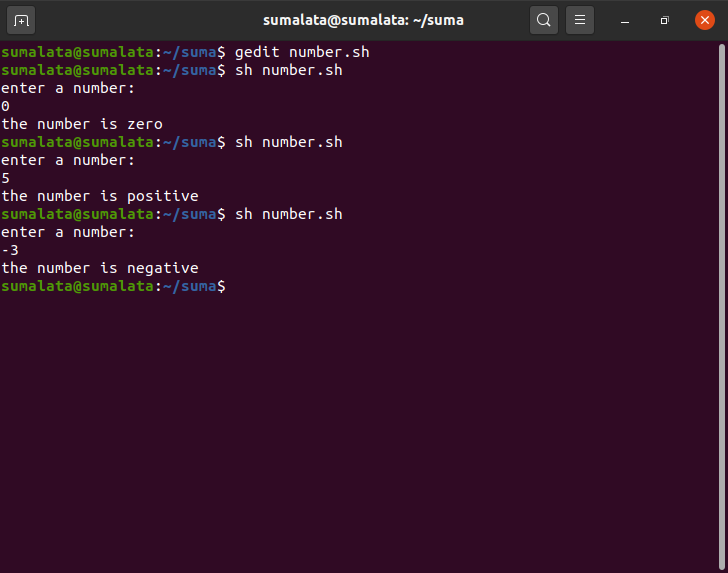 sumalata@sumalata: ~/suma
sumalata@sumalata:~/suma$ gedit number.sh
sumalata@sumalata:~/suma$ sh number.sh
enter a number:
0
the number is zero
sumalata@sumalata:~/suma$ sh number.sh
enter a number:
5
the number is positive
sumalata@sumalata:~/suma$ sh number.sh
enter a number:
-3
the number is negative
sumalata@sumalata:~/suma$